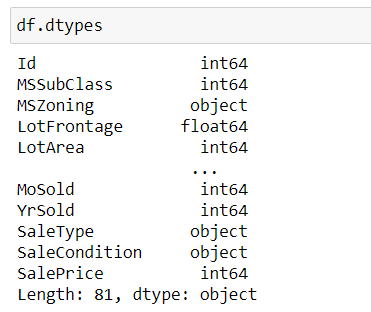 df.dtypes
Id int64
MSSubClass int64
MSZoning object
LotFrontage float64
LotArea int64
...
MoSold int64
YrSold int64
SaleType object
SaleCondition object
SalePrice int64
Length: 81, dtype: object